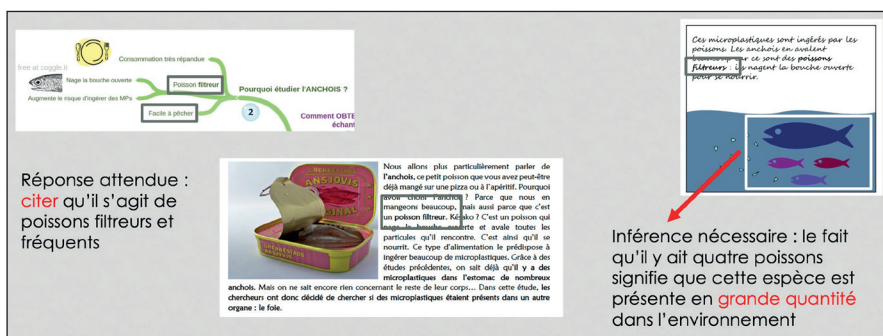 Consommation très répandue
free at coggle.it
Nage la bouche ouverte
Poisson filtreur
Augmente le risque d'ingérer des MPs
Facile à pêcher
Pourquoi étudier l'ANCHOIS ?
2
Comment OBTE
échant
Réponse attendue :
citer qu'il s'agit de
poissons filtreurs et
fréquents
ANSJOVIS
Nous allons plus particulièrement parler de
l'anchois, ce petit poisson que vous avez peut-être
déjà mangé sur une pizza ou à l'apéritif. Pourquoi
avoir choisi l'anchois ? Parce que nous en
mangeons beaucoup, mais aussi parce que c'est
un poisson filtreur. Kézako ? C'est un poisson qui
nage la bouche ouverte et avale toutes les
particules qu'il rencontre. C'est ainsi qu'il se
nourrit. Ce type d'alimentation le prédispose à
ingérer beaucoup de microplastiques. Grâce à des
études précédentes, on sait déjà qu'il y a des
microplastiques dans l'estomac de nombreux
anchois. Mais on ne sait encore rien concernant le reste de leur corps... Dans cette étude, les
chercheurs ont donc décidé de chercher si des microplastiques étaient présents dans un autre
organe : le foie.
Ces microplastiques sont ingérés par les
poissons. Les anchois en avalent
beaucoup car ce sont des poissons
filtreurs : ils nagent la bouche ouverte
pour se nourrir.
Inférence nécessaire : le fait
qu'il y ait quatre poissons
signifie que cette espèce est
présente en grande quantité
dans l'environnement